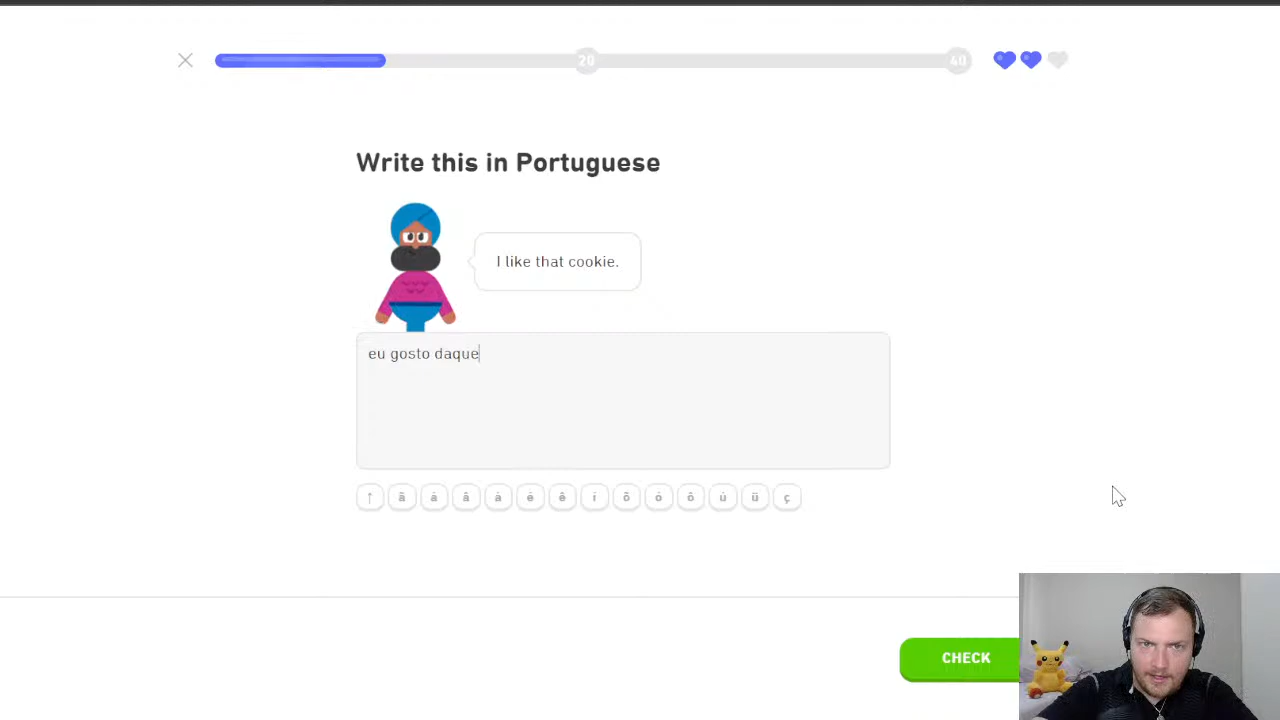 20
40
Write this in Portuguese
I like that cookie.
eu gosto daque
↑ ã á â à é ê í õ ó ô ú ü ç
CHECK